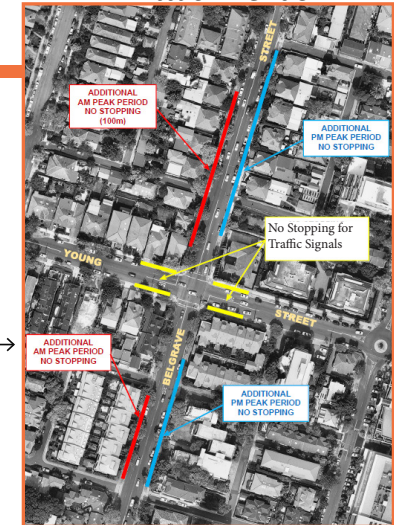 STREET
ADDITIONAL
AM PEAK PERIOD
NO STOPPING
(100m)
ADDITIONAL
PM PEAK PERIOD
NO STOPPING
No Stopping for
Traffic Signals
YOUNG
STREET
BELGRAVE
ADDITIONAL
AM PEAK PERIOD
NO STOPPING
ADDITIONAL
PM PEAK PERIOD
NO STOPPING